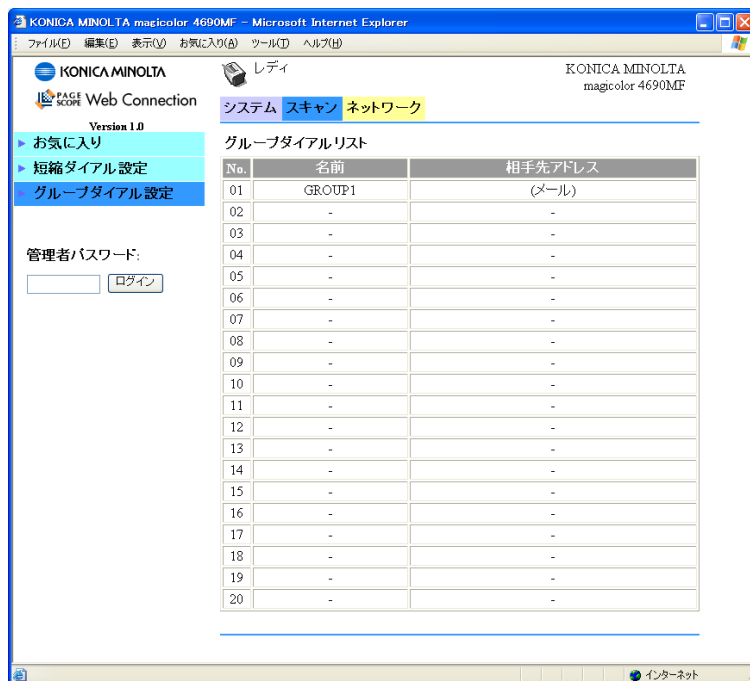 KONICA MINOLTA magicolor 4690MF - Microsoft Internet Explorer
ファイル(F) 編集(E) 表示(V) お気に入り(A) ツール(T) ヘルプ(H)
KONICA MINOLTA
レディ
KONICA MINOLTA
magicolor 4690MF
PAGE SCOPE Web Connection
Version 1.0
システム スキャン ネットワーク
お気に入り
短縮ダイアル設定
グループダイアル設定
管理者パスワード:
ログイン
グループダイアルリスト
No. 名前 相手先アドレス
01 GROUP1 (メール)
02 - -
03 - -
04 - -
05 - -
06 - -
07 - -
08 - -
09 - -
10 - -
11 - -
12 - -
13 - -
14 - -
15 - -
16 - -
17 - -
18 - -
19 - -
20 - -
インターネット